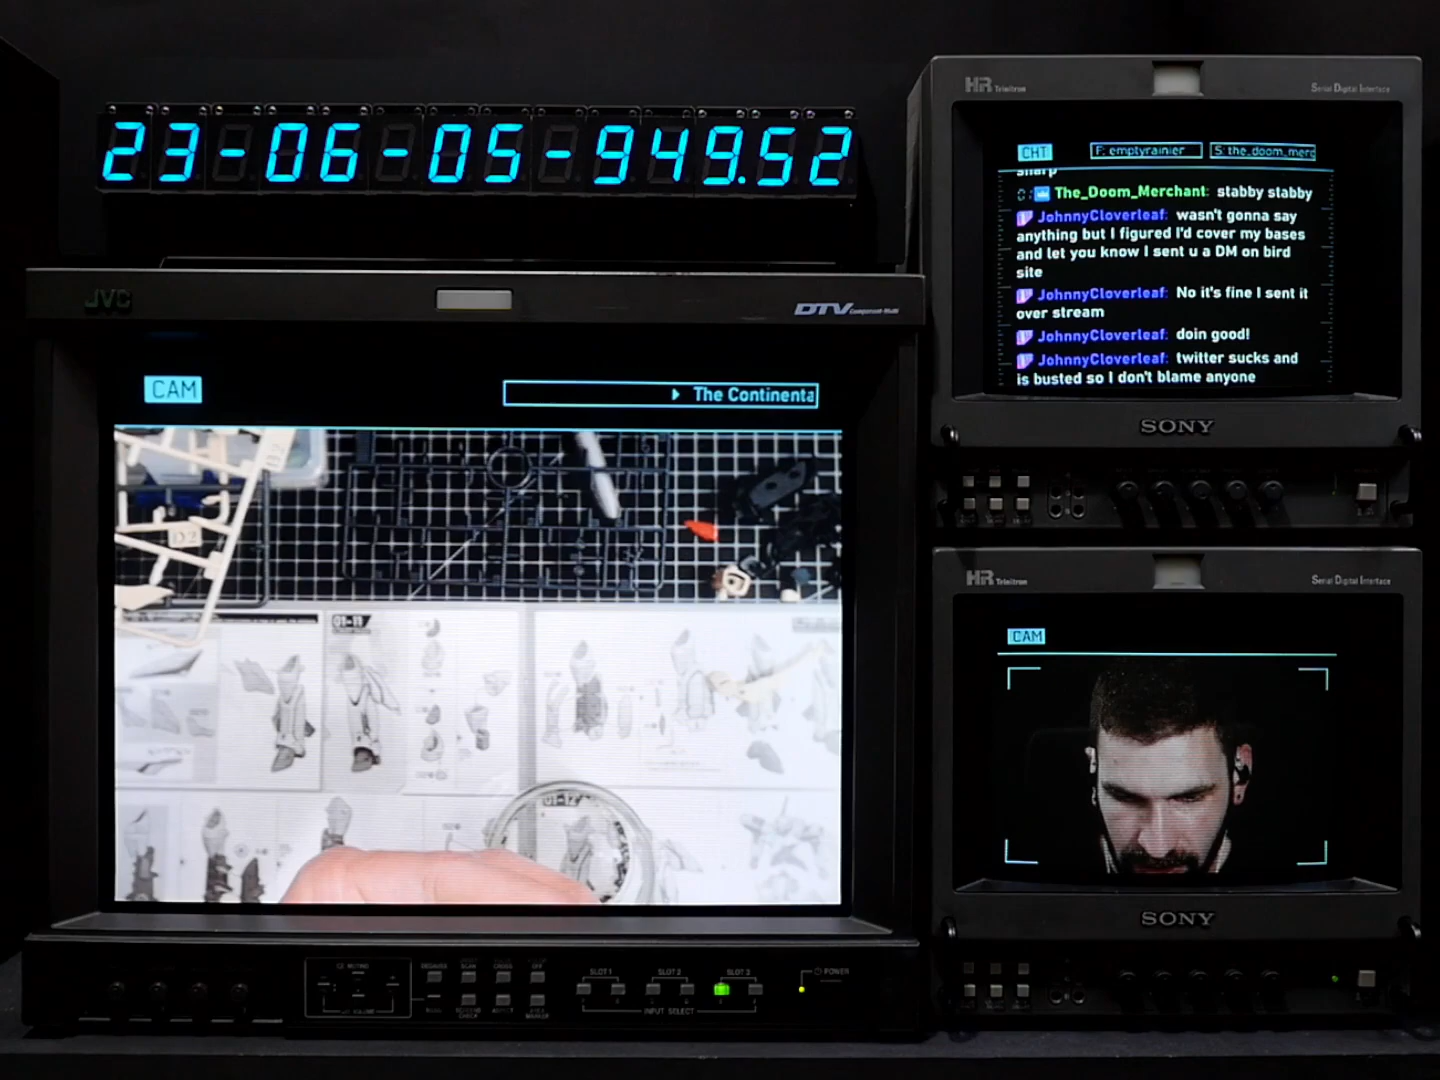 23-06-05-949.52
JVC
DTV Component-Multi
CAM
The Continenta
D2
01-11
01-12
SLOT 1
SLOT 2
SLOT 3
INPUT SELECT
POWER
HR Trinitron
Serial Digital Interface
CHT
F: emptyrainier
S: the_doom_merc
sharp
The_Doom_Merchant: stabby stabby
JohnnyCloverleaf: wasn't gonna say
anything but I figured I'd cover my bases
and let you know I sent u a DM on bird
site
JohnnyCloverleaf: No it's fine I sent it
over stream
JohnnyCloverleaf: doin good!
JohnnyCloverleaf: twitter sucks and
is busted so I don't blame anyone
SONY
HR Trinitron
Serial Digital Interface
CAM
SONY